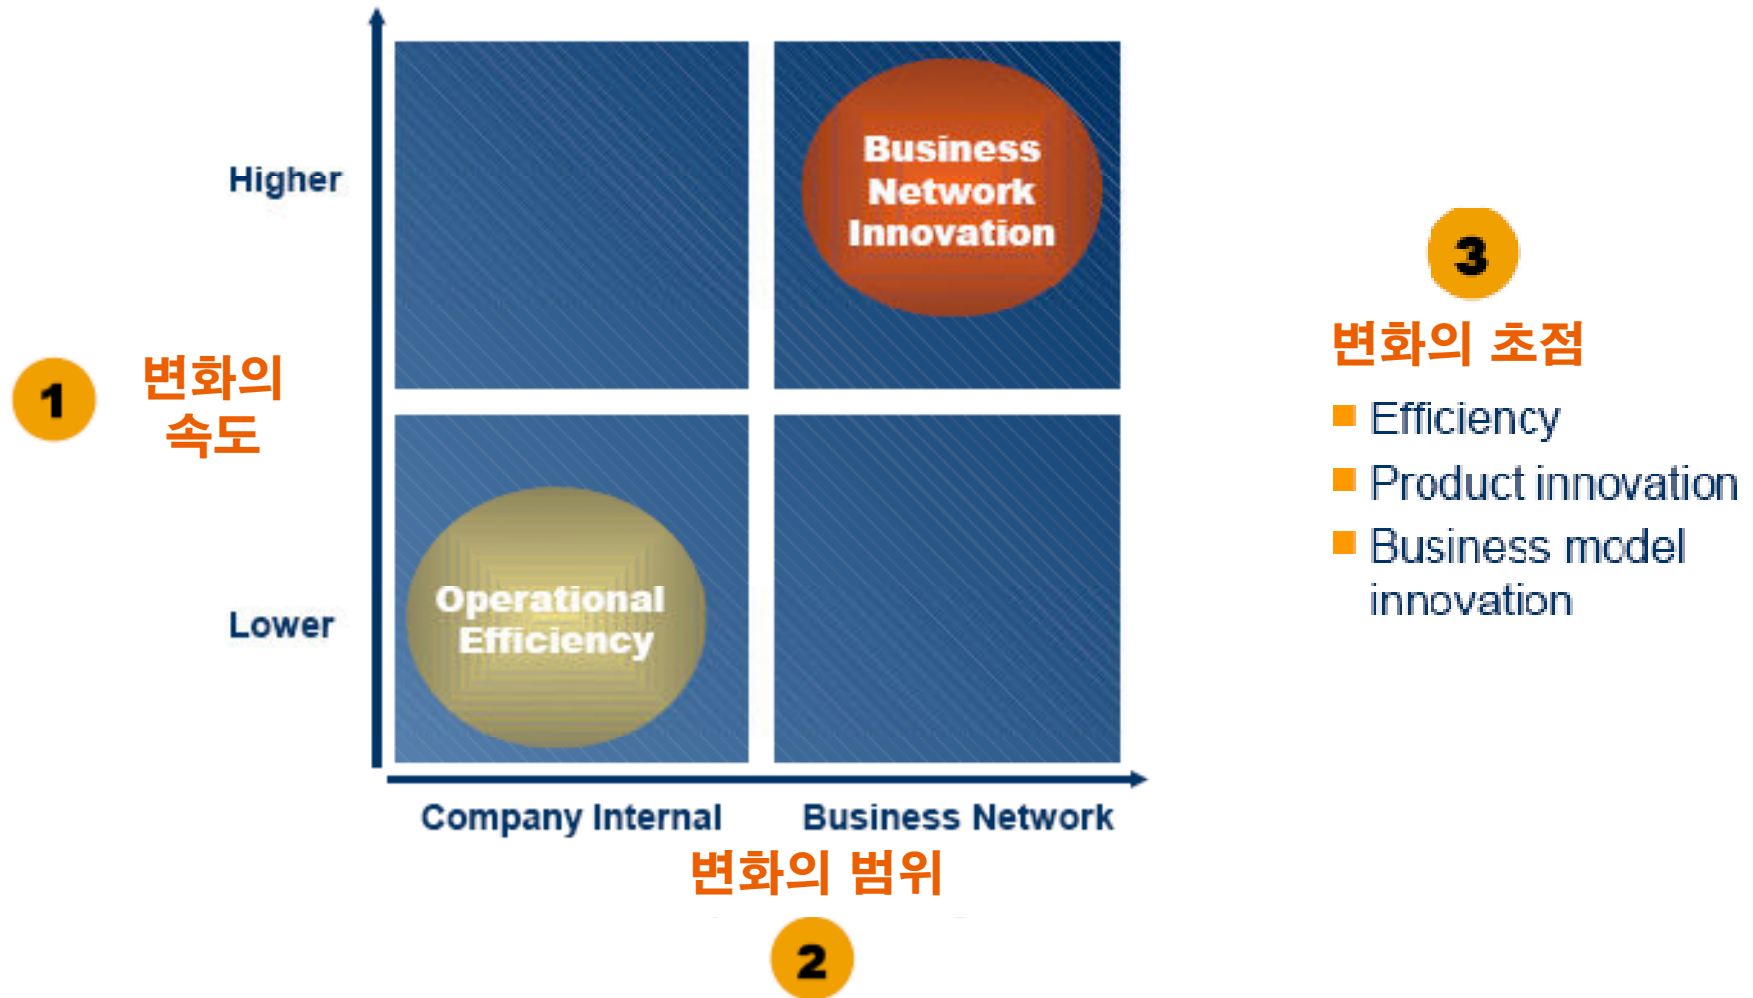 Higher
Business
Network
Innovation
1
변화의
속도
Lower
Operational
Efficiency
Company Internal
Business Network
변화의 범위
2
3
변화의 초점
Efficiency
Product innovation
Business model
innovation